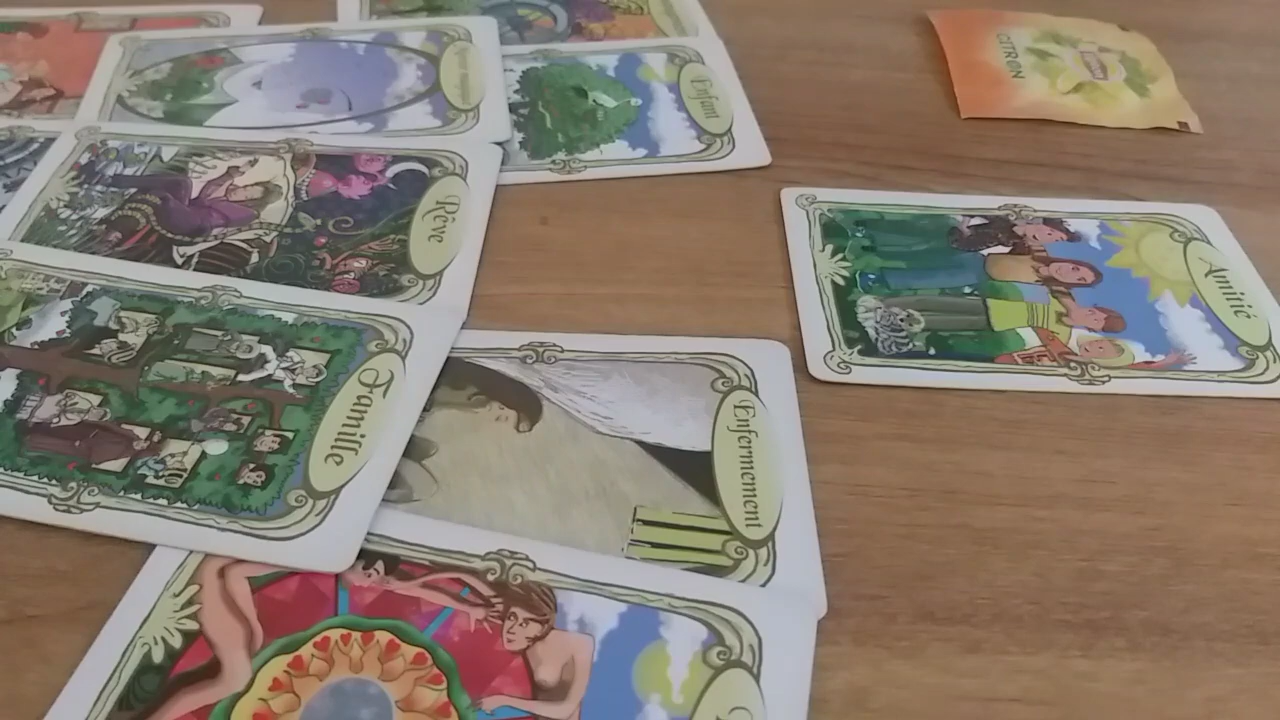 CITRON
Enfant
Rêve
Amitié
Famille
Enfermement